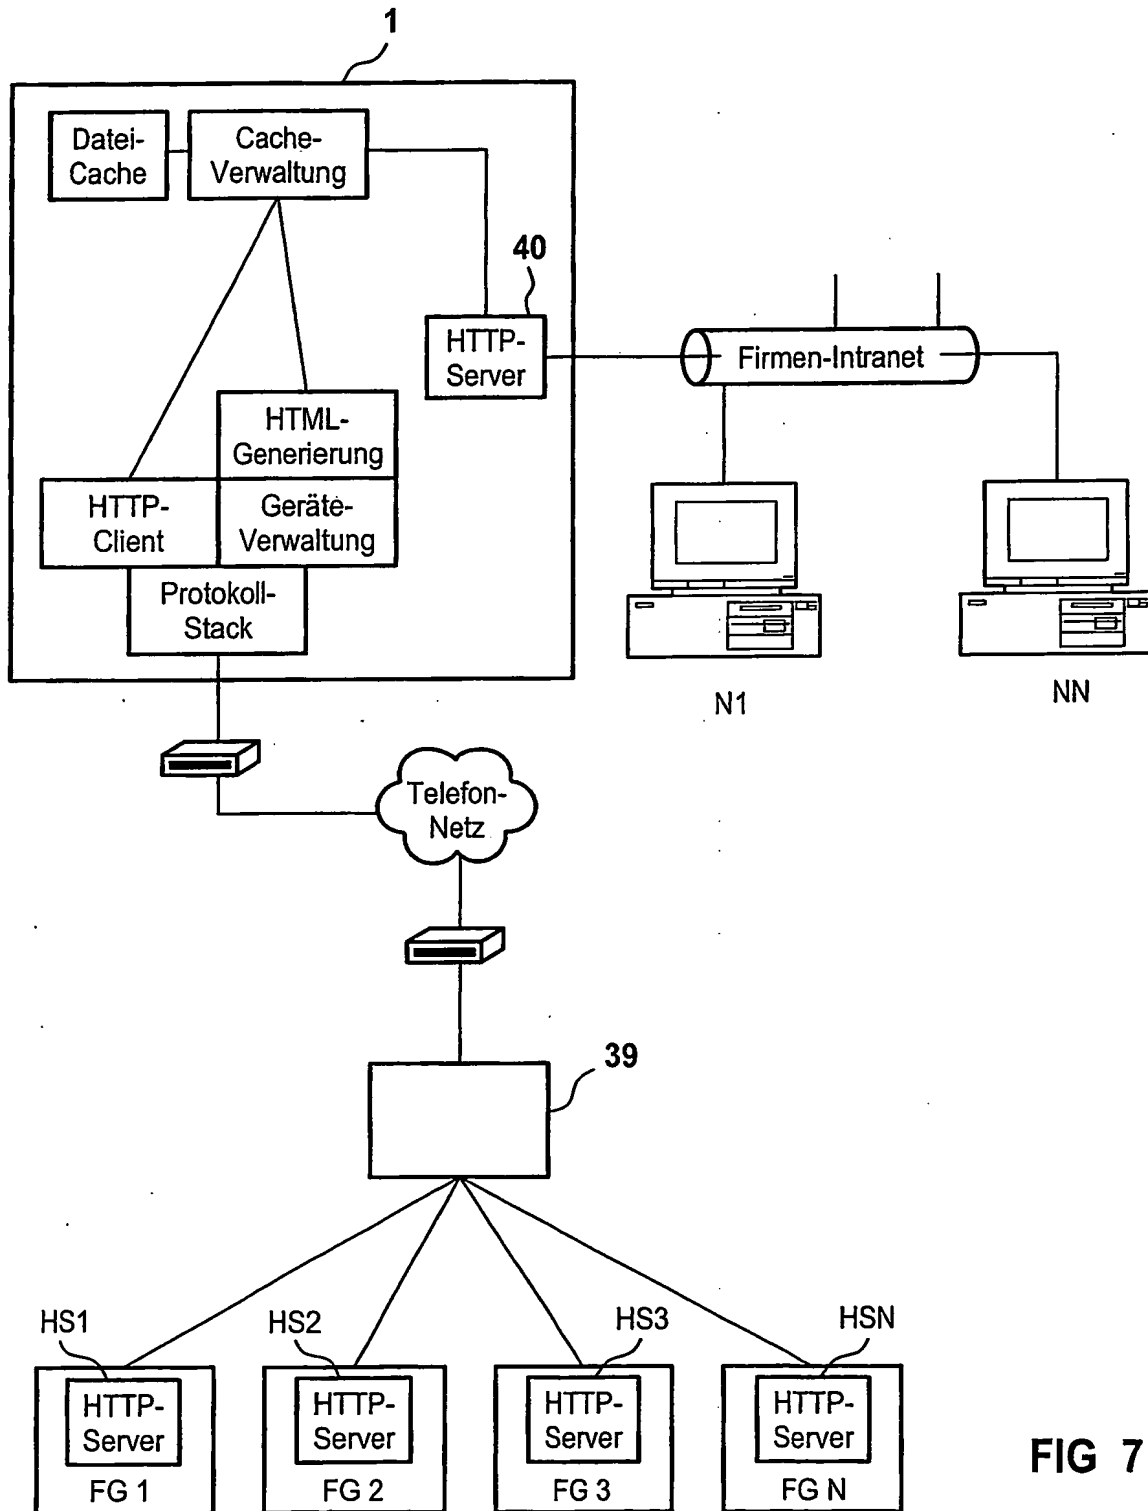 1
Datei-
Cache
Cache-
Verwaltung
40
HTTP-
Server
Firmen-Intranet
HTML-
Generierung
HTTP-
Client
Geräte-
Verwaltung
Protokoll-
Stack
N1
NN
Telefon-
Netz
39
HS1
HS2
HS3
HSN
HTTP-
Server
FG 1
HTTP-
Server
FG 2
HTTP-
Server
FG 3
HTTP-
Server
FG N
FIG 7